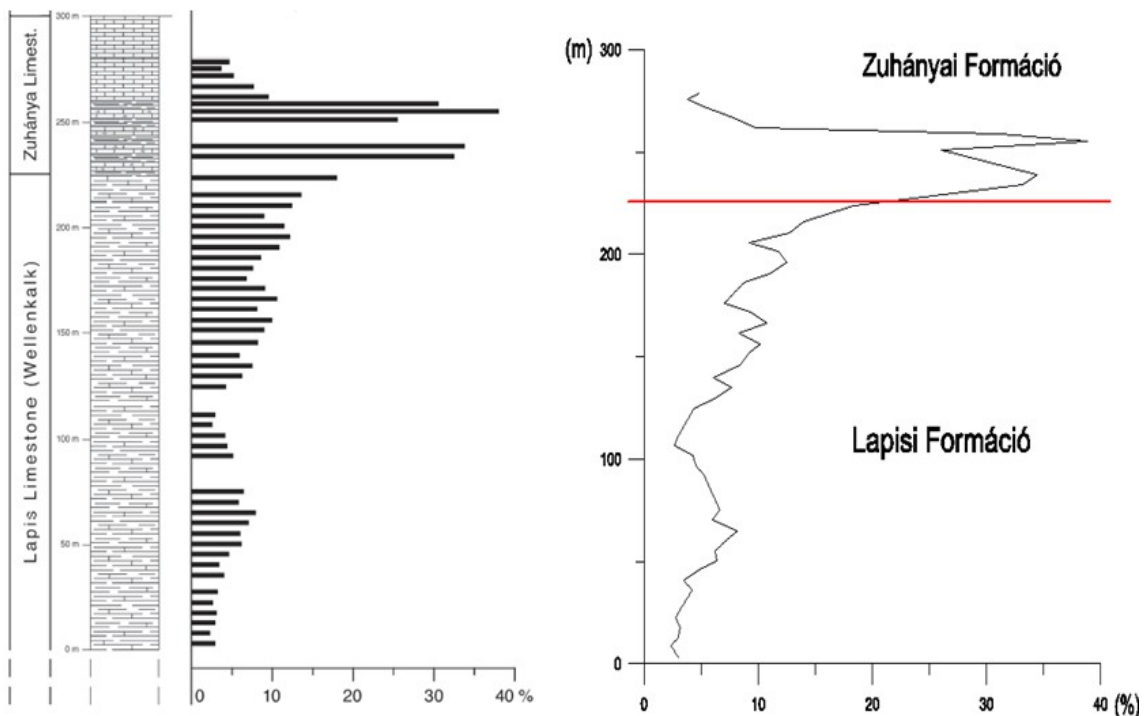 Zuhánya Limest.
Lapis Limestone (Wellenkalk)
300 m
250 m
200 m
150 m
100 m
50 m
0 m
0 10 20 30 40 %
(m)
300
200
100
0
0 10 20 30 40 (%)
Zuhányai Formáció
Lapisi Formáció